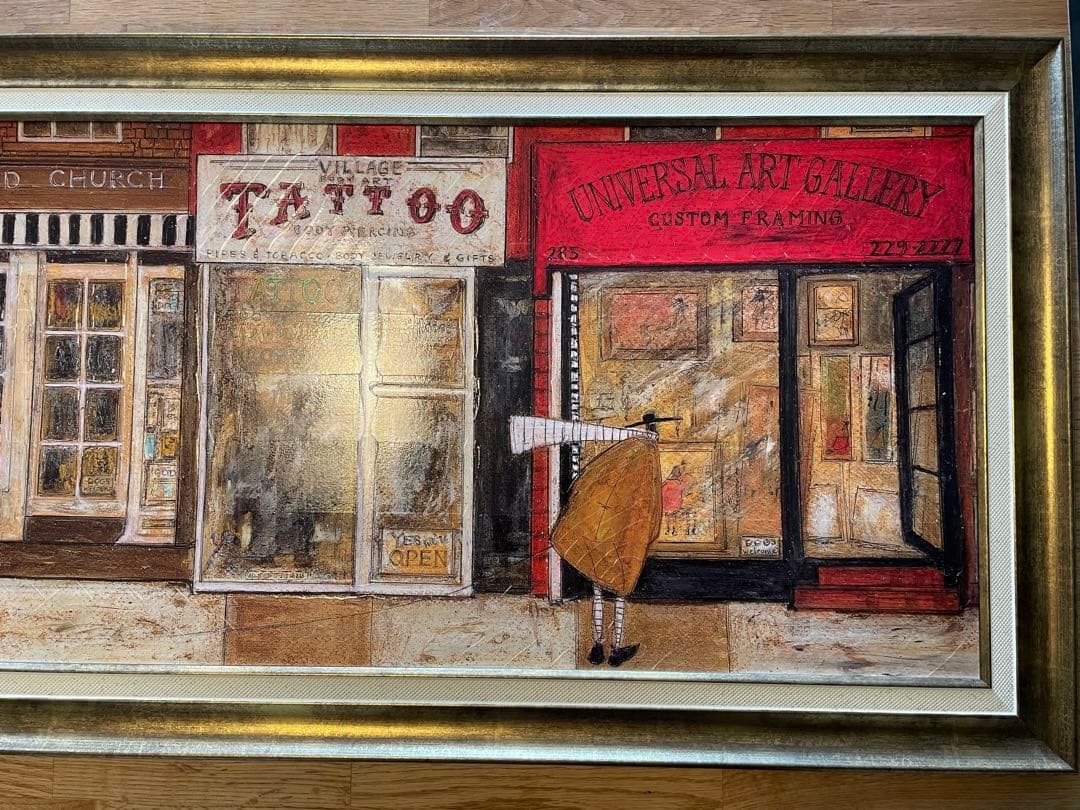 D CHURCH
VILLAGE
BODY ART
TATTOO
BODY PIERCING
PIPES & TOBACCO • BODY JEWELRY & GIFTS
TATTOO
YES
OPEN
UNIVERSAL ART GALLERY
CUSTOM FRAMING
285
229-2227
DOGS
welcome